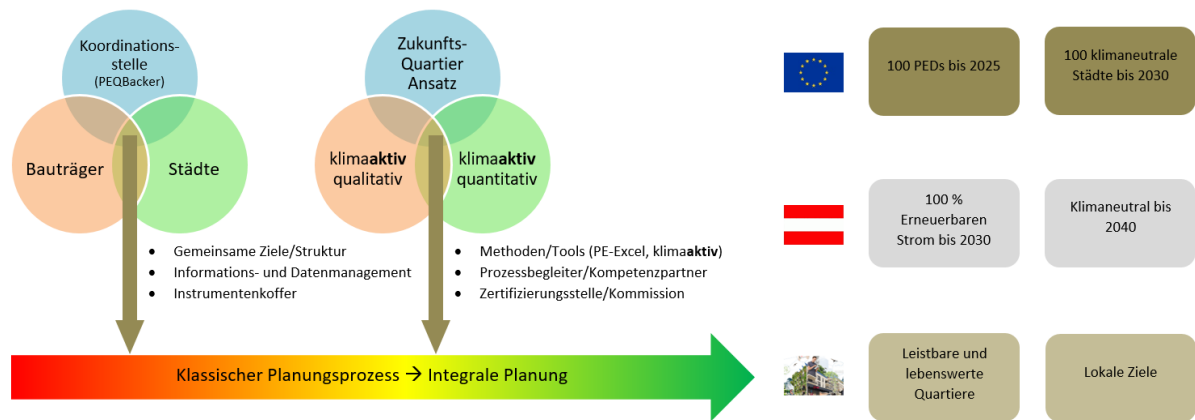 Koordinations-
stelle
(PEQBacker)
Bauträger
Städte
Zukunfts-
Quartier
Ansatz
klimaaktiv
qualitativ
klimaaktiv
quantitativ
• Gemeinsame Ziele/Struktur
• Informations- und Datenmanagement
• Instrumentenkoffer
• Methoden/Tools (PE-Excel, klimaaktiv)
• Prozessbegleiter/Kompetenzpartner
• Zertifizierungsstelle/Kommission
Klassischer Planungsprozess → Integrale Planung
100 PEDs bis 2025
100 klimaneutrale
Städte bis 2030
100 %
Erneuerbaren
Strom bis 2030
Klimaneutral bis
2040
Leistbare und
lebenswerte
Quartiere
Lokale Ziele